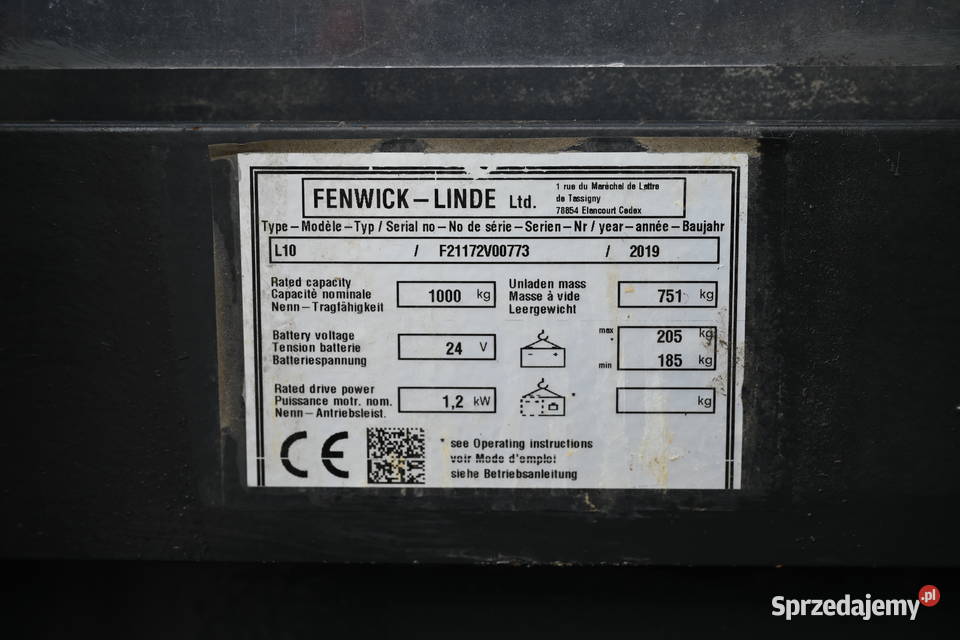 FENWICK–LINDE Ltd.
1 rue du Maréchal de Lattre
de Tassigny
78854 Elancourt Cedex
Type–Modèle–Typ / Serial no–No de série–Serien–Nr / year–année–Baujahr
L10 / F21172V00773 / 2019
Rated capacity
Capacité nominale
Nenn–Tragfähigkeit
1000 kg
Unladen mass
Masse à vide
Leergewicht
751 kg
Battery voltage
Tension batterie
Batteriespannung
24 V
- +
max
*
205 kg
min
185 kg
Rated drive power
Puissance motr. nom.
Nenn–Antriebsleist.
1,2 kW
*
kg
CE
* see Operating instructions
voir Mode d'emploi
siehe Betriebsanleitung
Sprzedajemy.pl